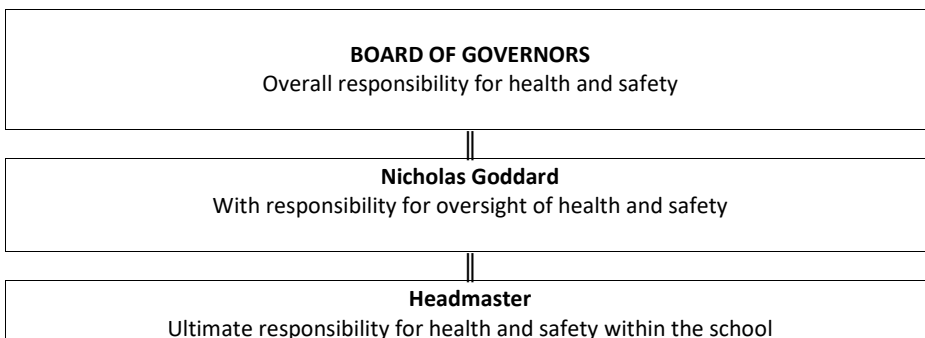 BOARD OF GOVERNORS
Overall responsibility for health and safety
Nicholas Goddard
With responsibility for oversight of health and safety
Headmaster
Ultimate responsibility for health and safety within the school